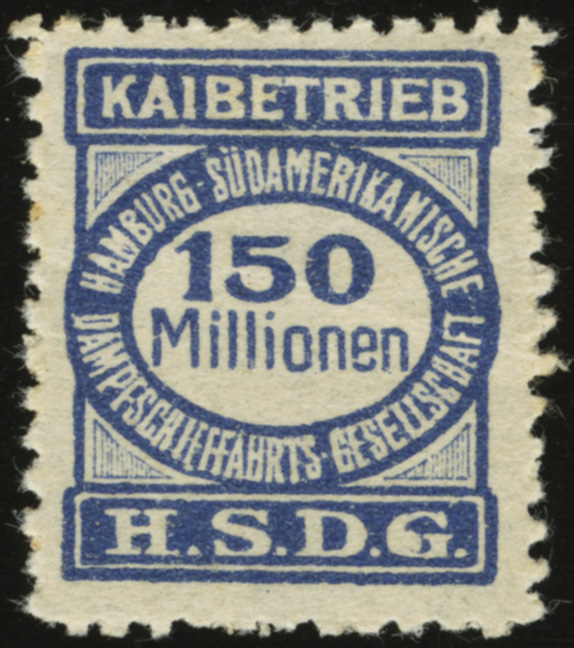 KAIBETRIEB
HAMBURG-SÜDAMERIKANISCHE
150
Millionen
DAMPFSCHIFFFAHRTS-GESELLSCHAFT
H.S.D.G.